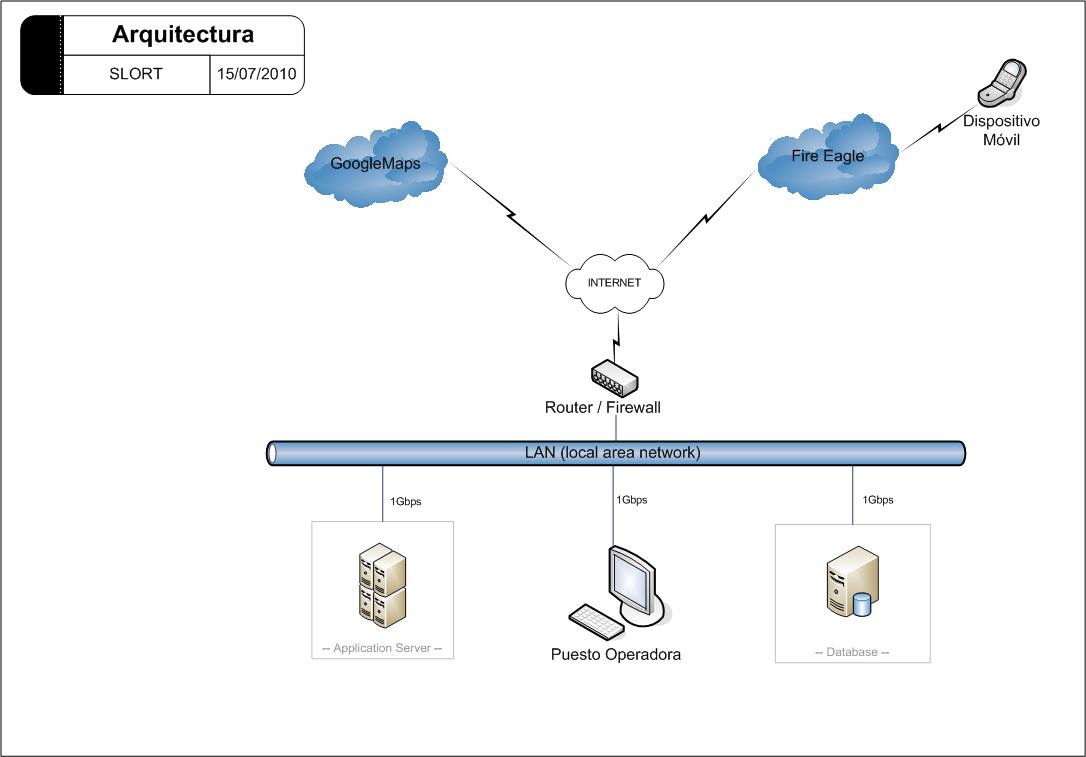 Arquitectura
SLORT
15/07/2010
Dispositivo
Móvil
GoogleMaps
Fire Eagle
INTERNET
Router / Firewall
LAN (local area network)
1Gbps
1Gbps
1Gbps
-- Application Server --
Puesto Operadora
-- Database --